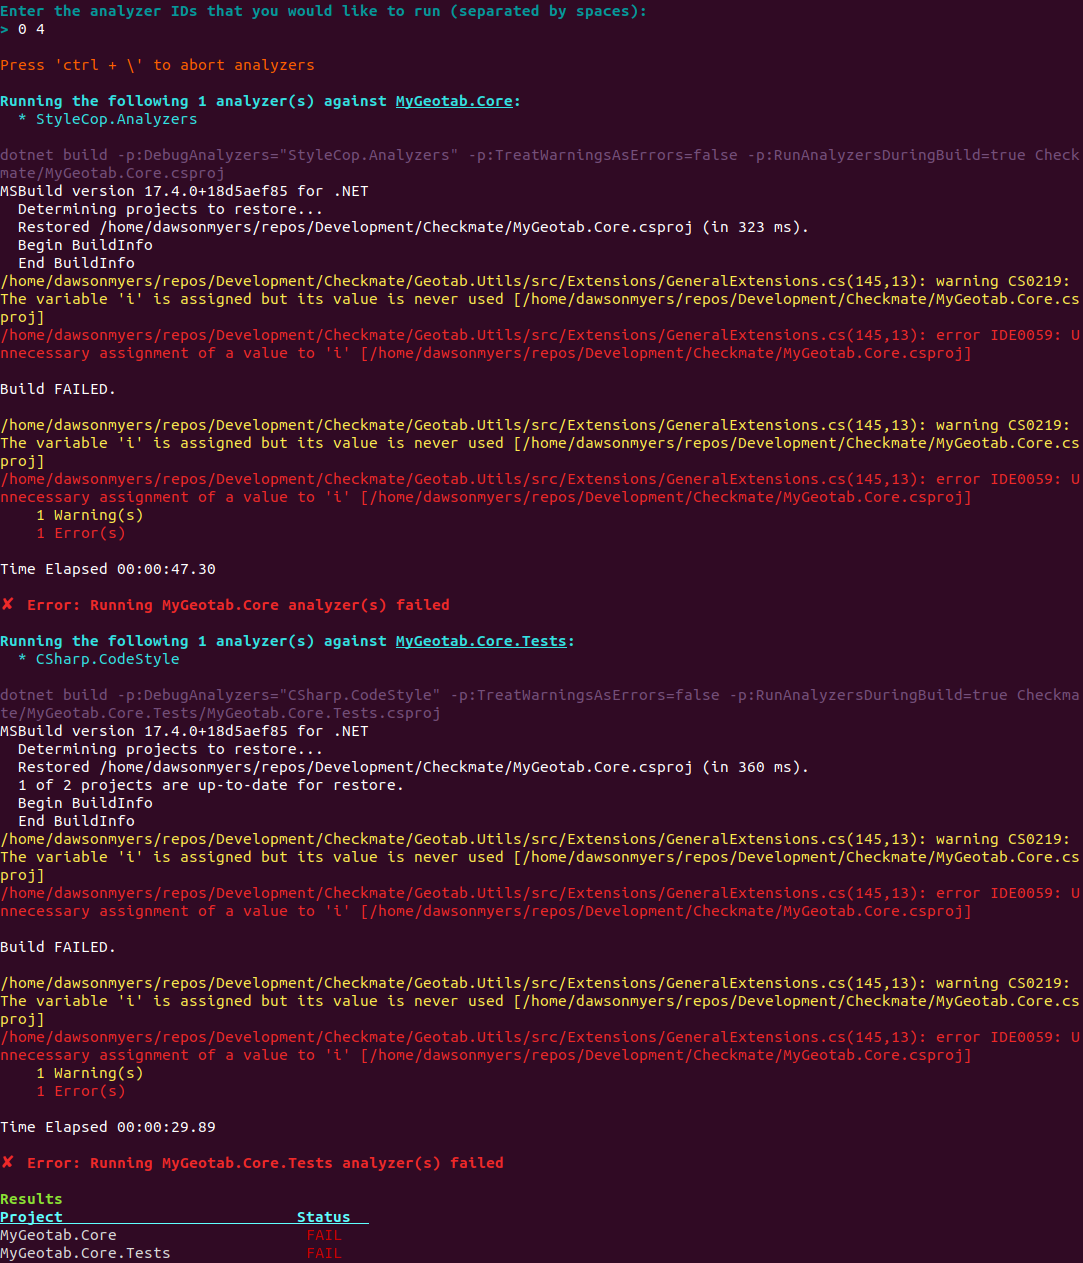 Enter the analyzer IDs that you would like to run (separated by spaces):
> 0 4
Press 'ctrl + \' to abort analyzers
Running the following 1 analyzer(s) against MyGeotab.Core:
* StyleCop.Analyzers
dotnet build -p:DebugAnalyzers="StyleCop.Analyzers" -p:TreatWarningsAsErrors=false -p:RunAnalyzersDuringBuild=true Check
mate/MyGeotab.Core.csproj
MSBuild version 17.4.0+18d5aef85 for .NET
Determining projects to restore...
Restored /home/dawsonmyers/repos/Development/Checkmate/MyGeotab.Core.csproj (in 323 ms).
Begin BuildInfo
End BuildInfo
/home/dawsonmyers/repos/Development/Checkmate/Geotab.Utils/src/Extensions/GeneralExtensions.cs(145,13): warning CS0219:
The variable 'i' is assigned but its value is never used [/home/dawsonmyers/repos/Development/Checkmate/MyGeotab.Core.cs
proj]
/home/dawsonmyers/repos/Development/Checkmate/Geotab.Utils/src/Extensions/GeneralExtensions.cs(145,13): error IDE0059: U
nnecessary assignment of a value to 'i' [/home/dawsonmyers/repos/Development/Checkmate/MyGeotab.Core.csproj]
Build FAILED.
/home/dawsonmyers/repos/Development/Checkmate/Geotab.Utils/src/Extensions/GeneralExtensions.cs(145,13): warning CS0219:
The variable 'i' is assigned but its value is never used [/home/dawsonmyers/repos/Development/Checkmate/MyGeotab.Core.cs
proj]
/home/dawsonmyers/repos/Development/Checkmate/Geotab.Utils/src/Extensions/GeneralExtensions.cs(145,13): error IDE0059: U
nnecessary assignment of a value to 'i' [/home/dawsonmyers/repos/Development/Checkmate/MyGeotab.Core.csproj]
1 Warning(s)
1 Error(s)
Time Elapsed 00:00:47.30
✘ Error: Running MyGeotab.Core analyzer(s) failed
Running the following 1 analyzer(s) against MyGeotab.Core.Tests:
* CSharp.CodeStyle
dotnet build -p:DebugAnalyzers="CSharp.CodeStyle" -p:TreatWarningsAsErrors=false -p:RunAnalyzersDuringBuild=true Checkma
te/MyGeotab.Core.Tests/MyGeotab.Core.Tests.csproj
MSBuild version 17.4.0+18d5aef85 for .NET
Determining projects to restore...
Restored /home/dawsonmyers/repos/Development/Checkmate/MyGeotab.Core.csproj (in 360 ms).
1 of 2 projects are up-to-date for restore.
Begin BuildInfo
End BuildInfo
/home/dawsonmyers/repos/Development/Checkmate/Geotab.Utils/src/Extensions/GeneralExtensions.cs(145,13): warning CS0219:
The variable 'i' is assigned but its value is never used [/home/dawsonmyers/repos/Development/Checkmate/MyGeotab.Core.cs
proj]
/home/dawsonmyers/repos/Development/Checkmate/Geotab.Utils/src/Extensions/GeneralExtensions.cs(145,13): error IDE0059: U
nnecessary assignment of a value to 'i' [/home/dawsonmyers/repos/Development/Checkmate/MyGeotab.Core.csproj]
Build FAILED.
/home/dawsonmyers/repos/Development/Checkmate/Geotab.Utils/src/Extensions/GeneralExtensions.cs(145,13): warning CS0219:
The variable 'i' is assigned but its value is never used [/home/dawsonmyers/repos/Development/Checkmate/MyGeotab.Core.cs
proj]
/home/dawsonmyers/repos/Development/Checkmate/Geotab.Utils/src/Extensions/GeneralExtensions.cs(145,13): error IDE0059: U
nnecessary assignment of a value to 'i' [/home/dawsonmyers/repos/Development/Checkmate/MyGeotab.Core.csproj]
1 Warning(s)
1 Error(s)
Time Elapsed 00:00:29.89
✘ Error: Running MyGeotab.Core.Tests analyzer(s) failed
Results
Project Status
MyGeotab.Core FAIL
MyGeotab.Core.Tests FAIL